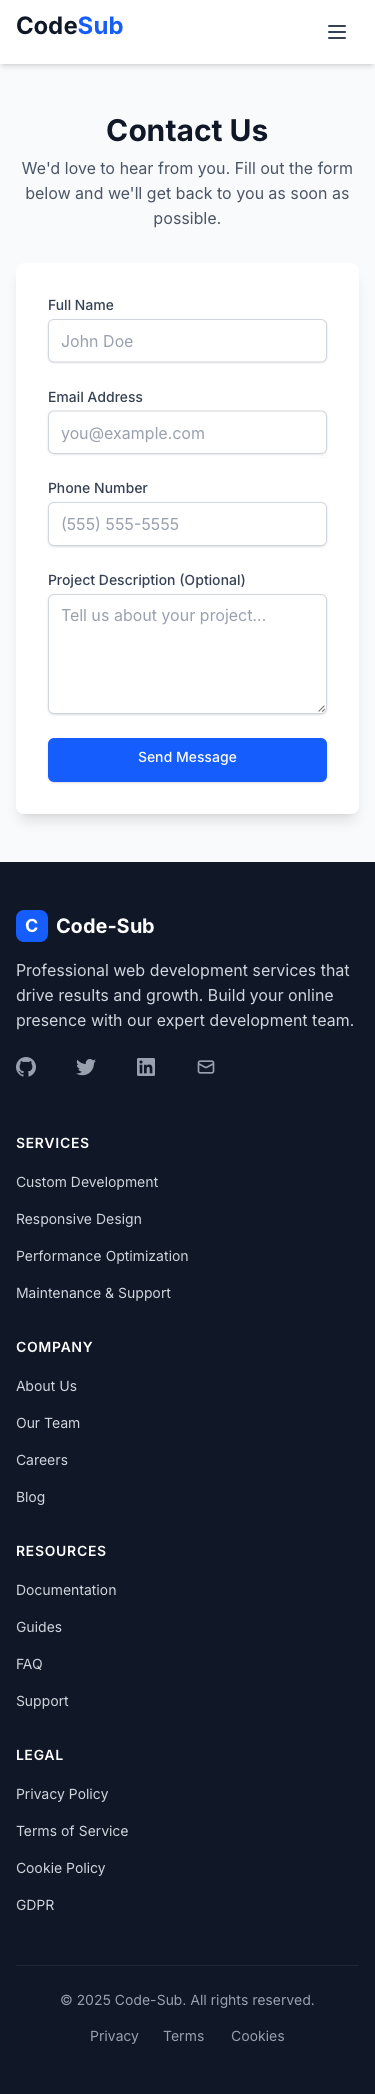 CodeSub
Contact Us
We'd love to hear from you. Fill out the form
below and we'll get back to you as soon as
possible.
Full Name
John Doe
Email Address
you@example.com
Phone Number
(555) 555-5555
Project Description (Optional)
Tell us about your project...
Send Message
C Code-Sub
Professional web development services that
drive results and growth. Build your online
presence with our expert development team.
SERVICES
Custom Development
Responsive Design
Performance Optimization
Maintenance & Support
COMPANY
About Us
Our Team
Careers
Blog
RESOURCES
Documentation
Guides
FAQ
Support
LEGAL
Privacy Policy
Terms of Service
Cookie Policy
GDPR
© 2025 Code-Sub. All rights reserved.
Privacy Terms Cookies